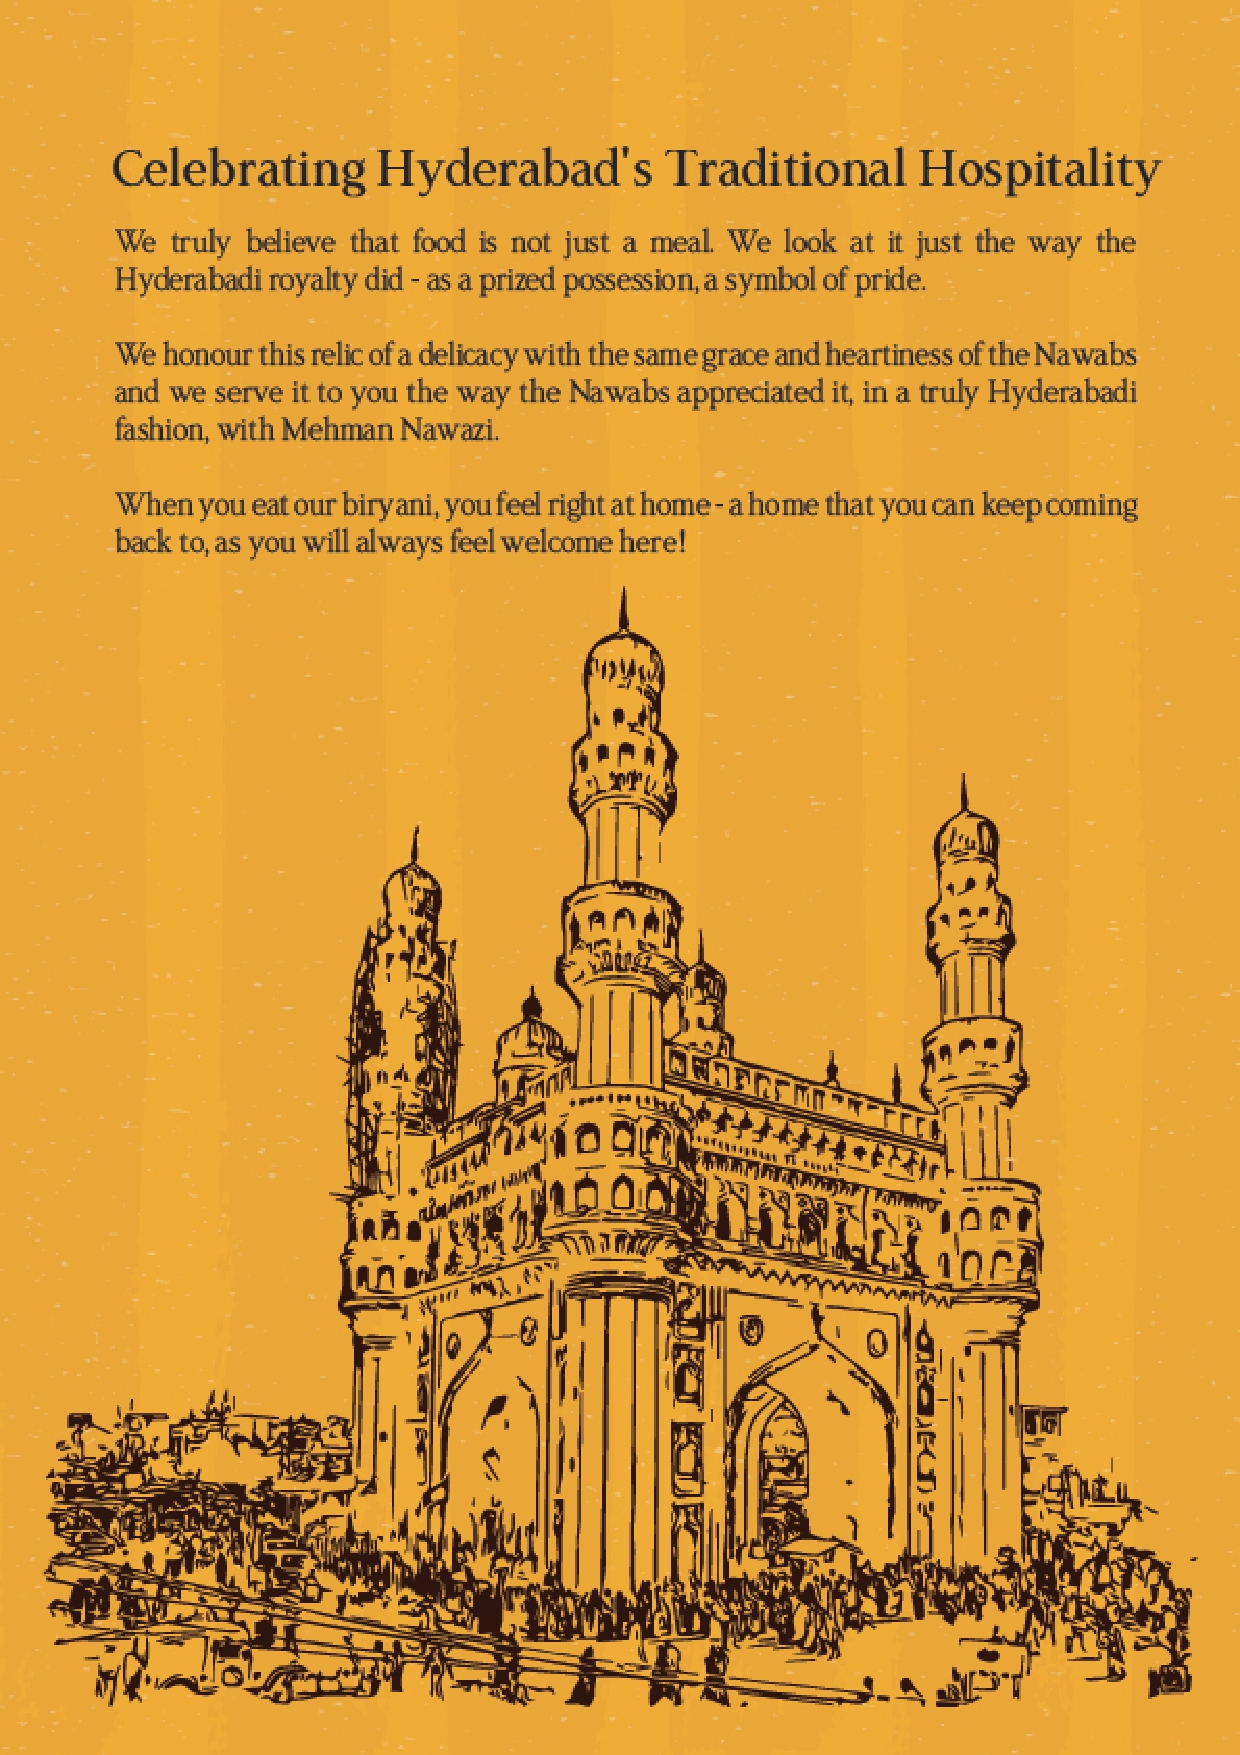 Celebrating Hyderabad's Traditional Hospitality
We truly believe that food is not just a meal. We look at it just the way the
Hyderabadi royalty did - as a prized possession, a symbol of pride.
We honour this relic of a delicacy with the same grace and heartiness of the Nawabs
and we serve it to you the way the Nawabs appreciated it, in a truly Hyderabadi
fashion, with Mehman Nawazi.
When you eat our biryani, you feel right at home - a home that you can keep coming
back to, as you will always feel welcome here!